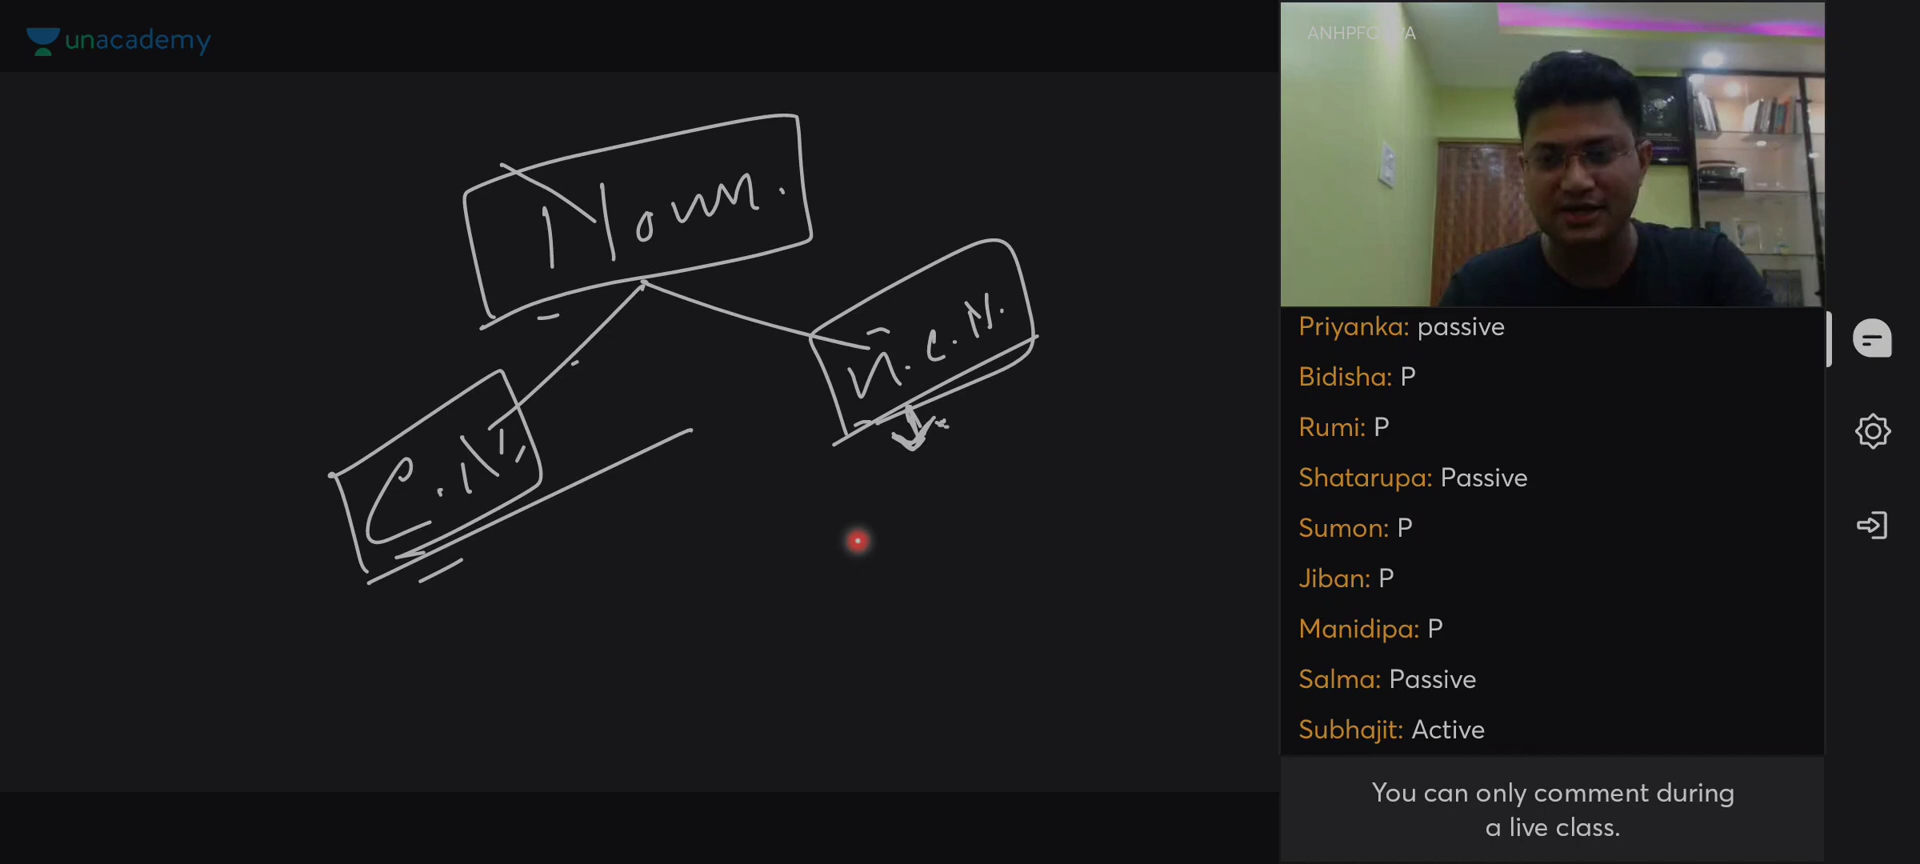 unacademy
Noun.
C.N.
N.C.N.
Priyanka: passive
Bidisha: P
Rumi: P
Shatarupa: Passive
Sumon: P
Jiban: P
Manidipa: P
Salma: Passive
Subhajit: Active
You can only comment during
a live class.